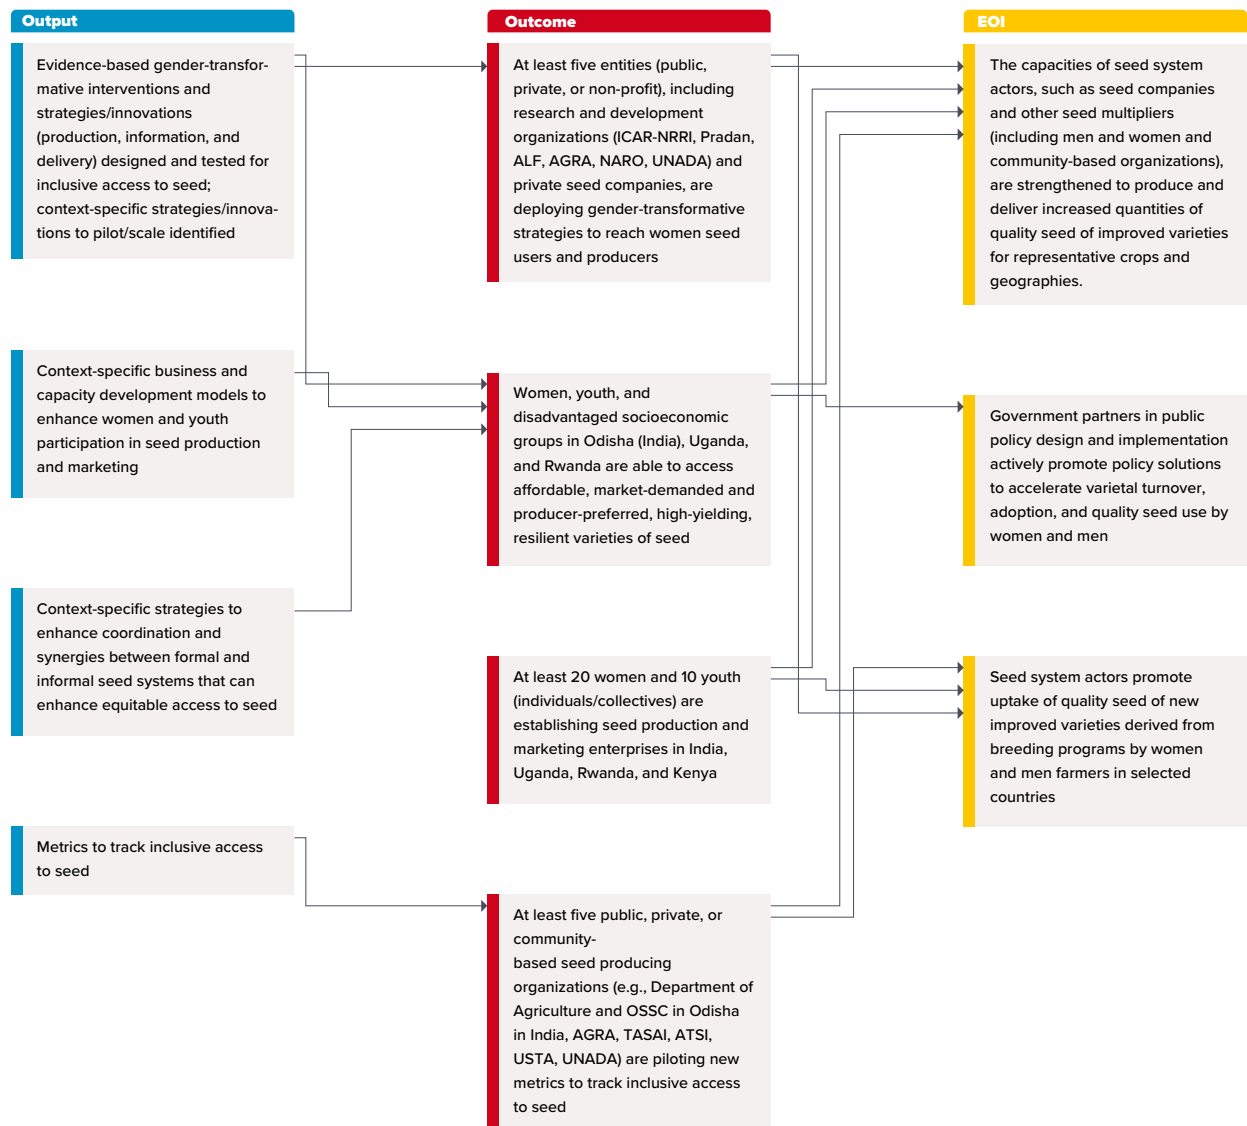 Output
Evidence-based gender-transfor-
mative interventions and
strategies/innovations
(production, information, and
delivery) designed and tested for
inclusive access to seed;
context-specific strategies/innova-
tions to pilot/scale identified
Context-specific business and
capacity development models to
enhance women and youth
participation in seed production
and marketing
Context-specific strategies to
enhance coordination and
synergies between formal and
informal seed systems that can
enhance equitable access to seed
Metrics to track inclusive access
to seed
Outcome
At least five entities (public,
private, or non-profit), including
research and development
organizations (ICAR-NRRI, Pradan,
ALF, AGRA, NARO, UNADA) and
private seed companies, are
deploying gender-transformative
strategies to reach women seed
users and producers
Women, youth, and
disadvantaged socioeconomic
groups in Odisha (India), Uganda,
and Rwanda are able to access
affordable, market-demanded and
producer-preferred, high-yielding,
resilient varieties of seed
At least 20 women and 10 youth
(individuals/collectives) are
establishing seed production and
marketing enterprises in India,
Uganda, Rwanda, and Kenya
At least five public, private, or
community-
based seed producing
organizations (e.g., Department of
Agriculture and OSSC in Odisha
in India, AGRA, TASAI, ATSI,
USTA, UNADA) are piloting new
metrics to track inclusive access
to seed
EOI
The capacities of seed system
actors, such as seed companies
and other seed multipliers
(including men and women and
community-based organizations),
are strengthened to produce and
deliver increased quantities of
quality seed of improved varieties
for representative crops and
geographies.
Government partners in public
policy design and implementation
actively promote policy solutions
to accelerate varietal turnover,
adoption, and quality seed use by
women and men
Seed system actors promote
uptake of quality seed of new
improved varieties derived from
breeding programs by women
and men farmers in selected
countries